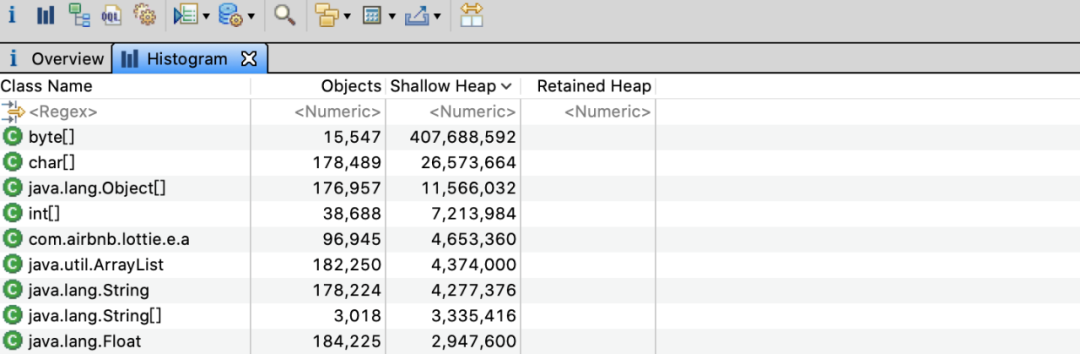 i OQL
i Overview Histogram
Class Name Objects Shallow Heap Retained Heap
<Regex> <Numeric> <Numeric> <Numeric>
C byte[] 15,547 407,688,592
C char[] 178,489 26,573,664
C java.lang.Object[] 176,957 11,566,032
C int[] 38,688 7,213,984
C com.airbnb.lottie.e.a 96,945 4,653,360
C java.util.ArrayList 182,250 4,374,000
C java.lang.String 178,224 4,277,376
C java.lang.String[] 3,018 3,335,416
C java.lang.Float 184,225 2,947,600